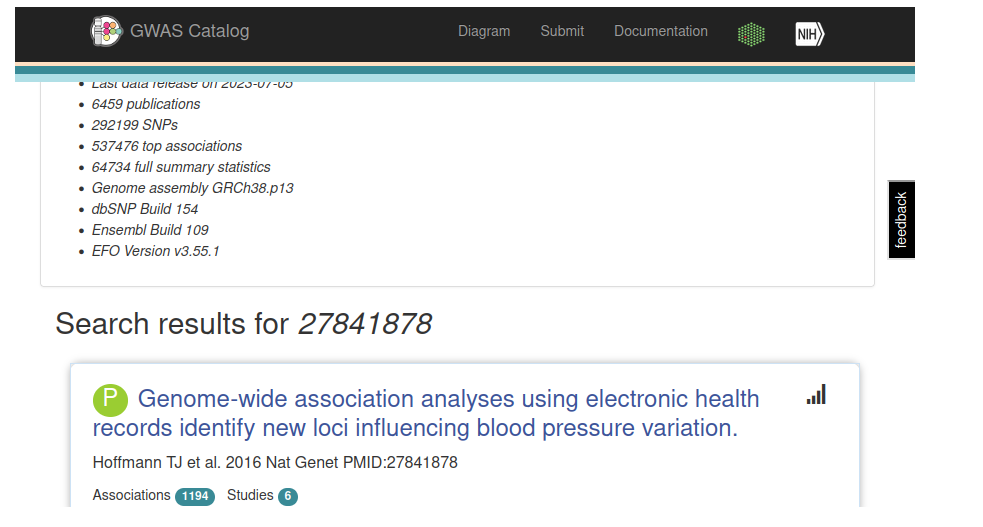 GWAS Catalog Diagram Submit Documentation NIH
Last data release on 2023-07-05
6459 publications
292199 SNPs
537476 top associations
64734 full summary statistics
Genome assembly GRCh38.p13
dbSNP Build 154
feedback
Ensembl Build 109
EFO Version v3.55.1
Search results for 27841878
P Genome-wide association analyses using electronic health
records identify new loci influencing blood pressure variation.
Hoffmann TJ et al. 2016 Nat Genet PMID:27841878
Associations 1194 Studies 6